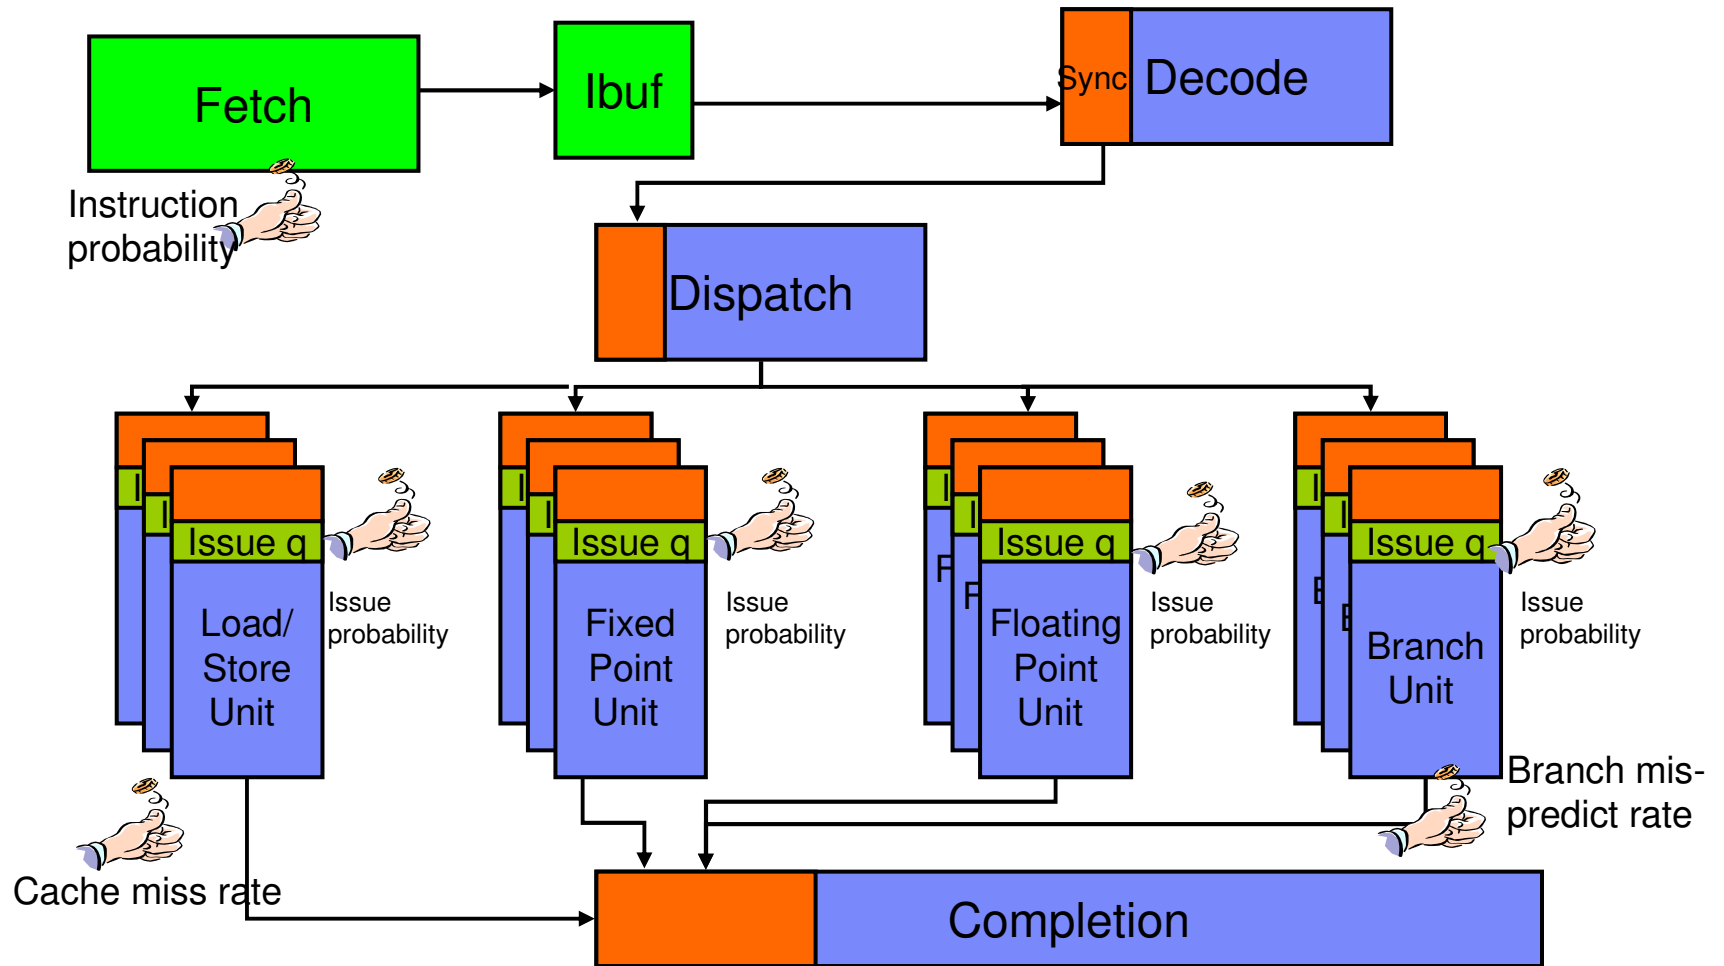 Fetch
Ibuf
Sync
Decode
Instruction
probability
Dispatch
I
I
Issue q
Load/
Store
Unit
Issue
probability
I
I
Issue q
Fixed
Point
Unit
Issue
probability
I
I
F
F
Issue q
Floating
Point
Unit
Issue
probability
I
I
Issue q
Branch
Unit
Issue
probability
Cache miss rate
Branch mis-
predict rate
Completion